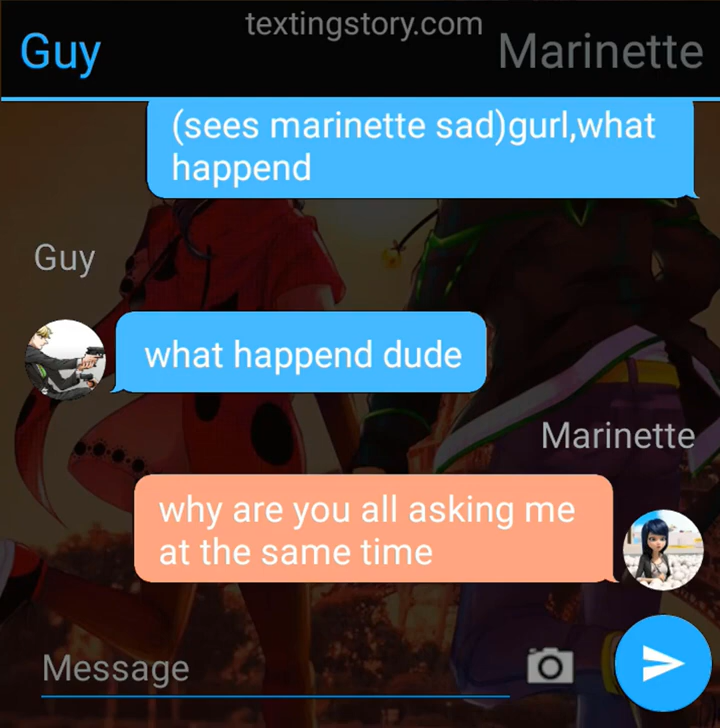 textingstory.com
Guy
Marinette
(sees marinette sad)gurl,what
happend
Guy
what happend dude
Marinette
why are you all asking me
at the same time
Message